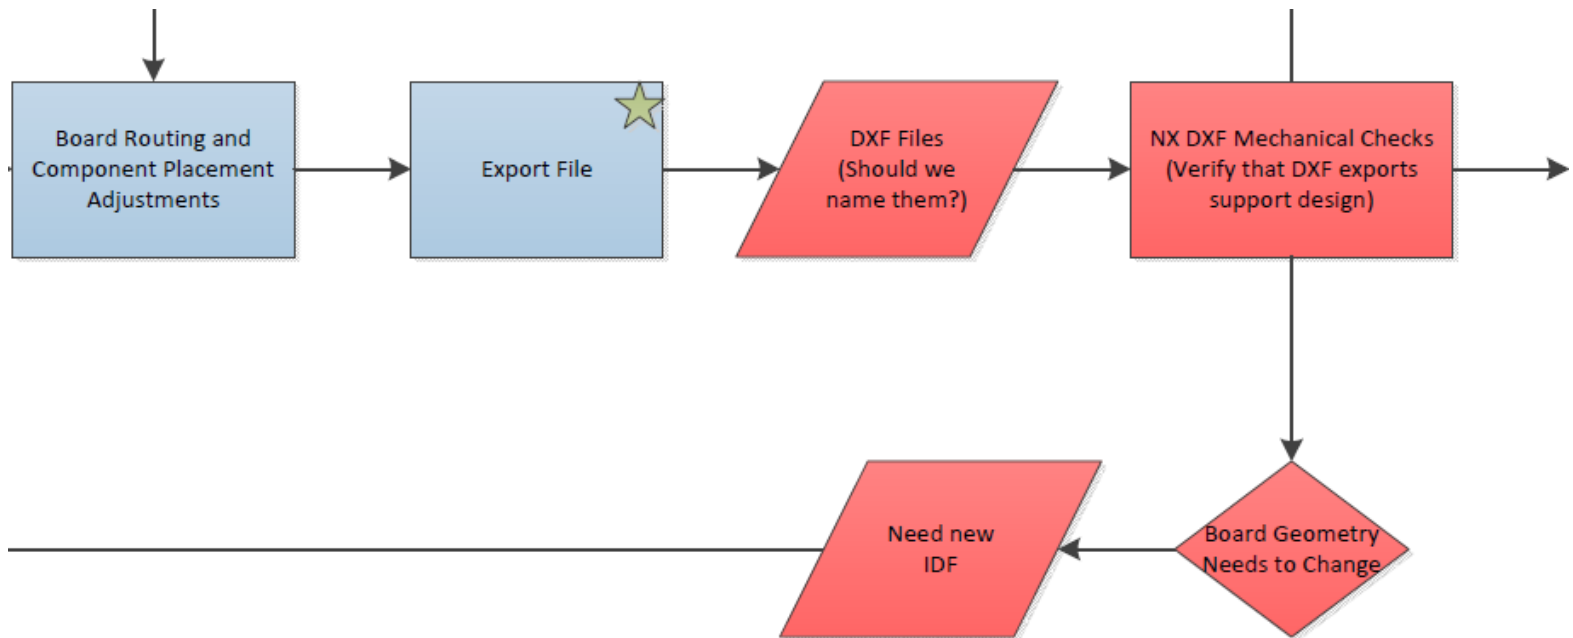 Board Routing and
Component Placement
Adjustments
Export File
DXF Files
(Should we
name them?)
NX DXF Mechanical Checks
(Verify that DXF exports
support design)
Need new
IDF
Board Geometry
Needs to Change